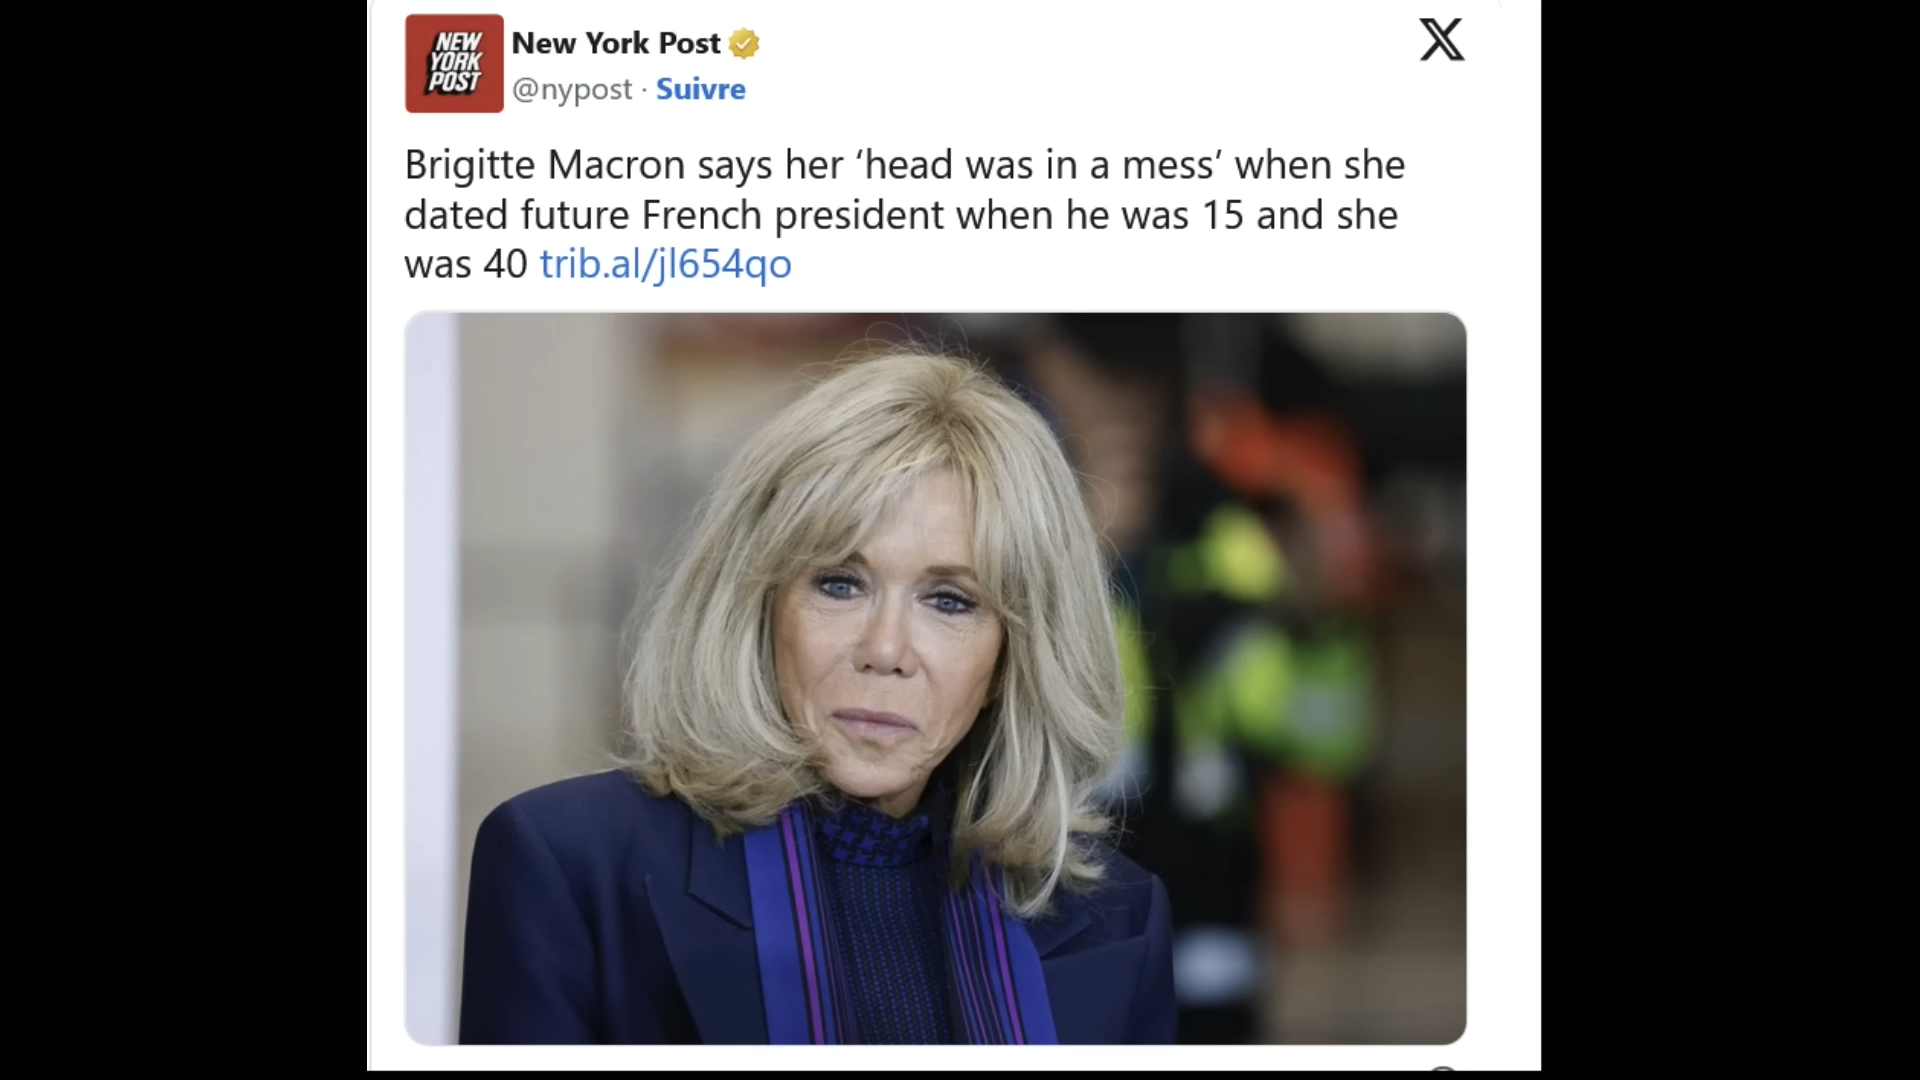 NEW
YORK
POST
New York Post
@nypost · Suivre
Brigitte Macron says her ‘head was in a mess’ when she
dated future French president when he was 15 and she
was 40 trib.al/jl654qo